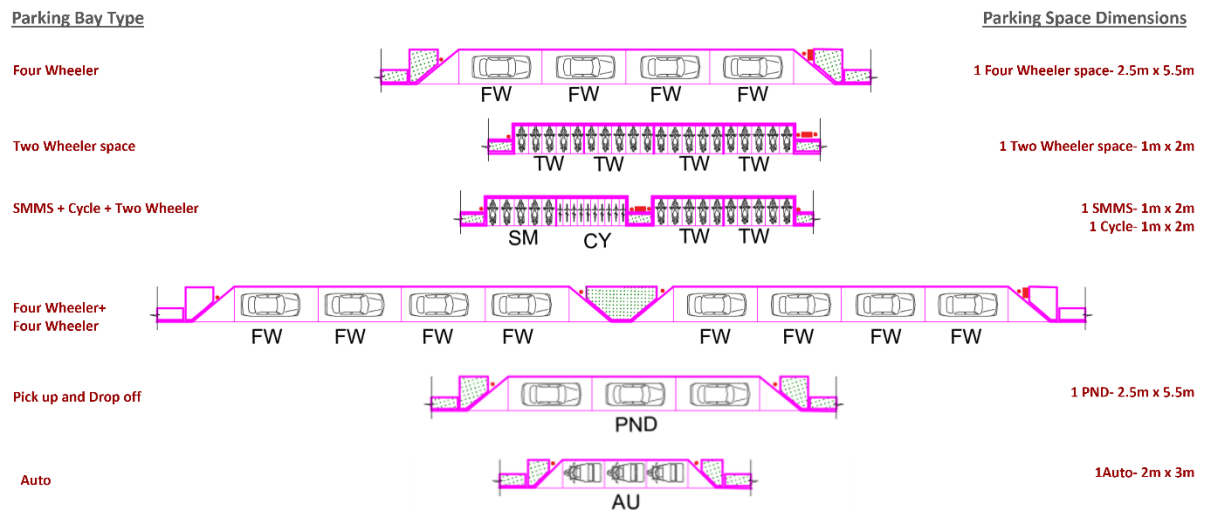 Parking Bay Type
Parking Space Dimensions
Four Wheeler
FW FW FW FW
1 Four Wheeler space- 2.5m x 5.5m
Two Wheeler space
TW TW TW TW
1 Two Wheeler space- 1m x 2m
SMMS + Cycle + Two Wheeler
SM CY TW TW
1 SMMS- 1m x 2m
1 Cycle- 1m x 2m
Four Wheeler+
Four Wheeler
FW FW FW FW FW FW FW FW
Pick up and Drop off
PND
1 PND- 2.5m x 5.5m
Auto
AU
1Auto- 2m x 3m